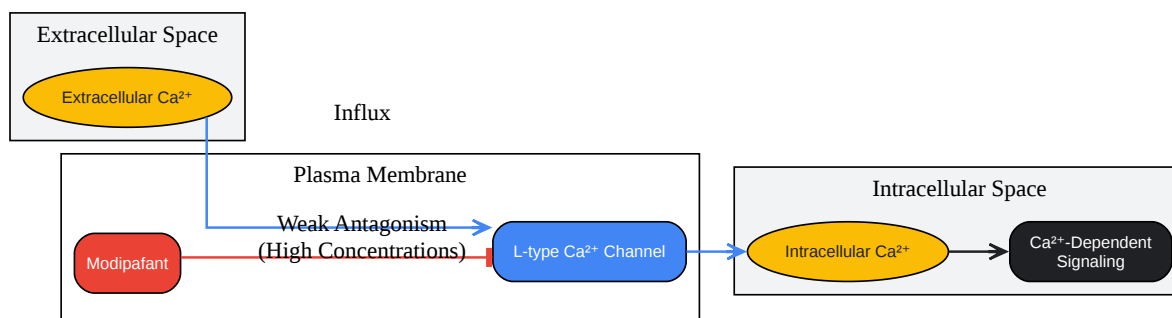 Extracellular Space
Extracellular Ca²⁺
Influx
Plasma Membrane
Weak Antagonism
(High Concentrations)
Modipafant
L-type Ca²⁺ Channel
Intracellular Space
Intracellular Ca²⁺
Ca²⁺-Dependent
Signaling